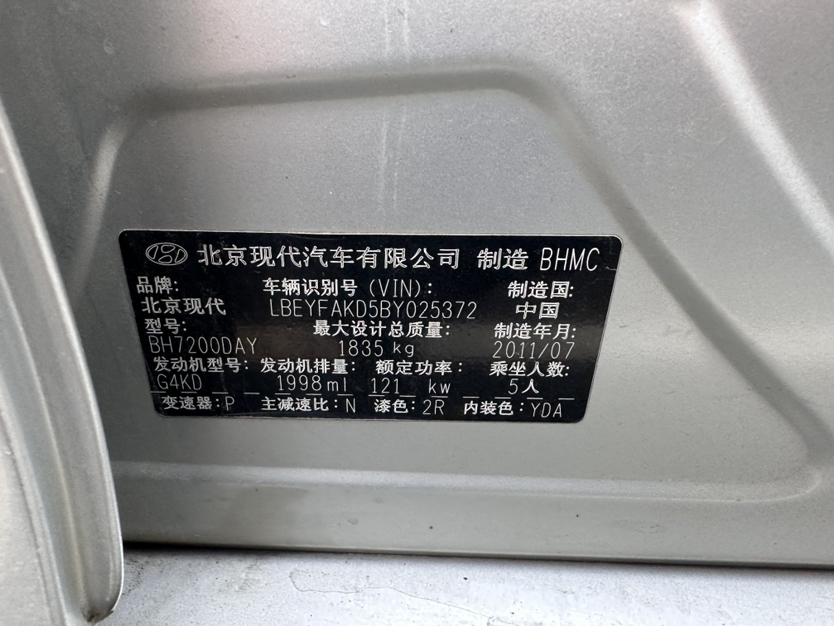 北京现代汽车有限公司 制造 BHMC
品牌: 车辆识别号 (VIN): 制造国:
北京现代 LBEYFAKD5BY025372 中国
型号: 最大设计总质量: 制造年月:
BH7200DAY 1835 kg 2011/07
发动机型号: 发动机排量: 额定功率: 乘坐人数:
G4KD 1998ml 121 kw 5人
变速器:P 主减速比:N 漆色:2R 内装色:YDA